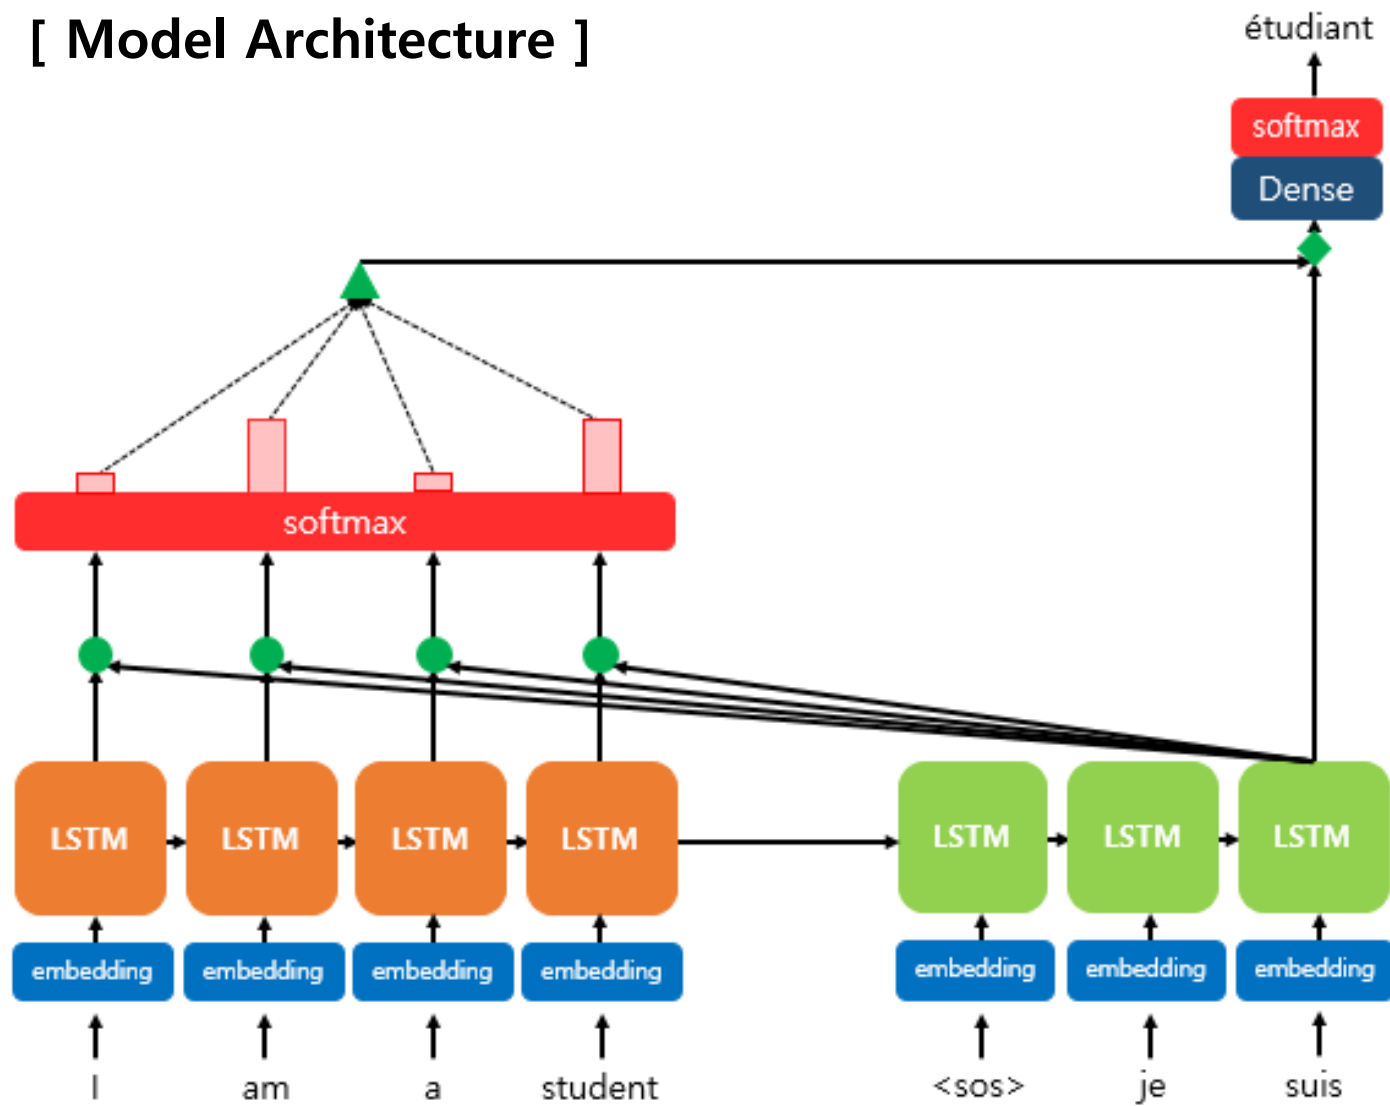 [ Model Architecture ]
étudiant
softmax
Dense
softmax
LSTM LSTM LSTM LSTM LSTM LSTM LSTM
embedding embedding embedding embedding embedding embedding embedding
I am a student <sos> je suis